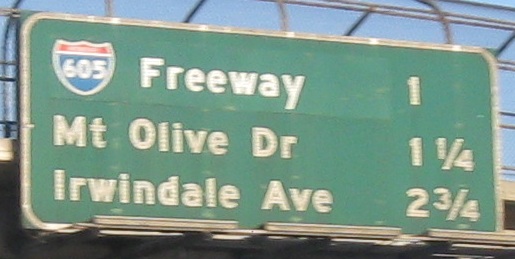 605 Freeway 1
Mt Olive Dr 1 1/4
Irwindale Ave 2 3/4